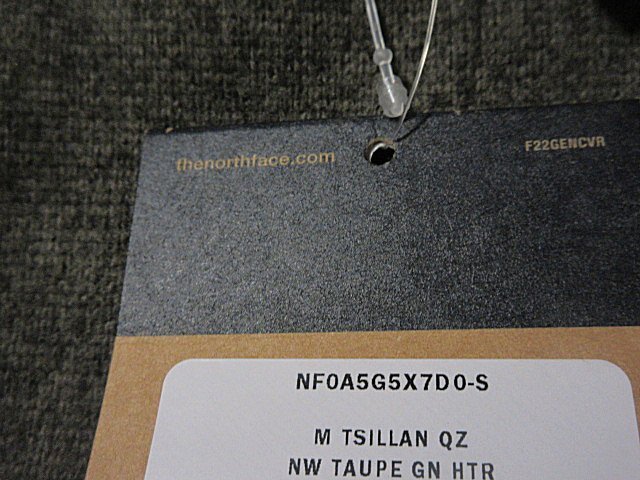 thenorthface.com
F22GENCVR
NF0A5G5X7D0-S
M TSILLAN QZ
NW TAUPE GN HTR